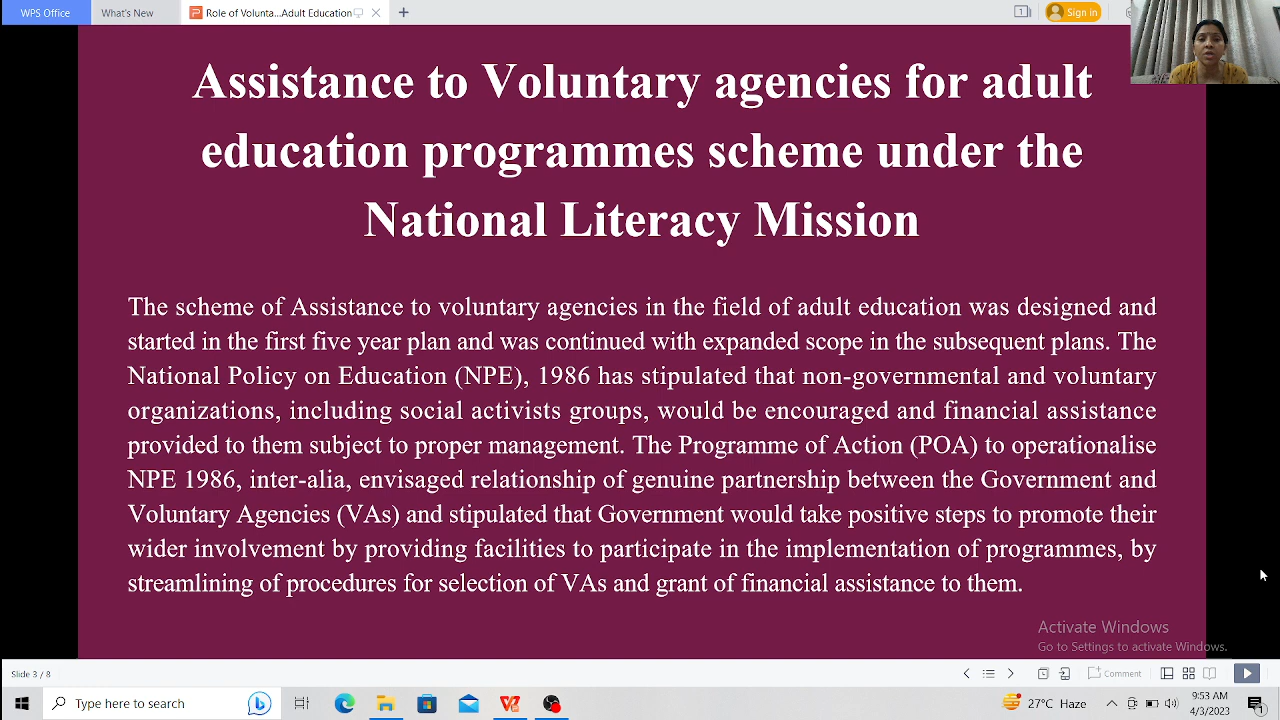 WPS Office
What's New
Role of Volunta...Adult Education
Sign in
Assistance to Voluntary agencies for adult
education programmes scheme under the
National Literacy Mission
The scheme of Assistance to voluntary agencies in the field of adult education was designed and
started in the first five year plan and was continued with expanded scope in the subsequent plans. The
National Policy on Education (NPE), 1986 has stipulated that non-governmental and voluntary
organizations, including social activists groups, would be encouraged and financial assistance
provided to them subject to proper management. The Programme of Action (POA) to operationalise
NPE 1986, inter-alia, envisaged relationship of genuine partnership between the Government and
Voluntary Agencies (VAs) and stipulated that Government would take positive steps to promote their
wider involvement by providing facilities to participate in the implementation of programmes, by
streamlining of procedures for selection of VAs and grant of financial assistance to them.
Activate Windows
Go to Settings to activate Windows.
Slide 3 / 8
Comment
Type here to search
27°C Haze
9:53 AM
4/3/2023
1